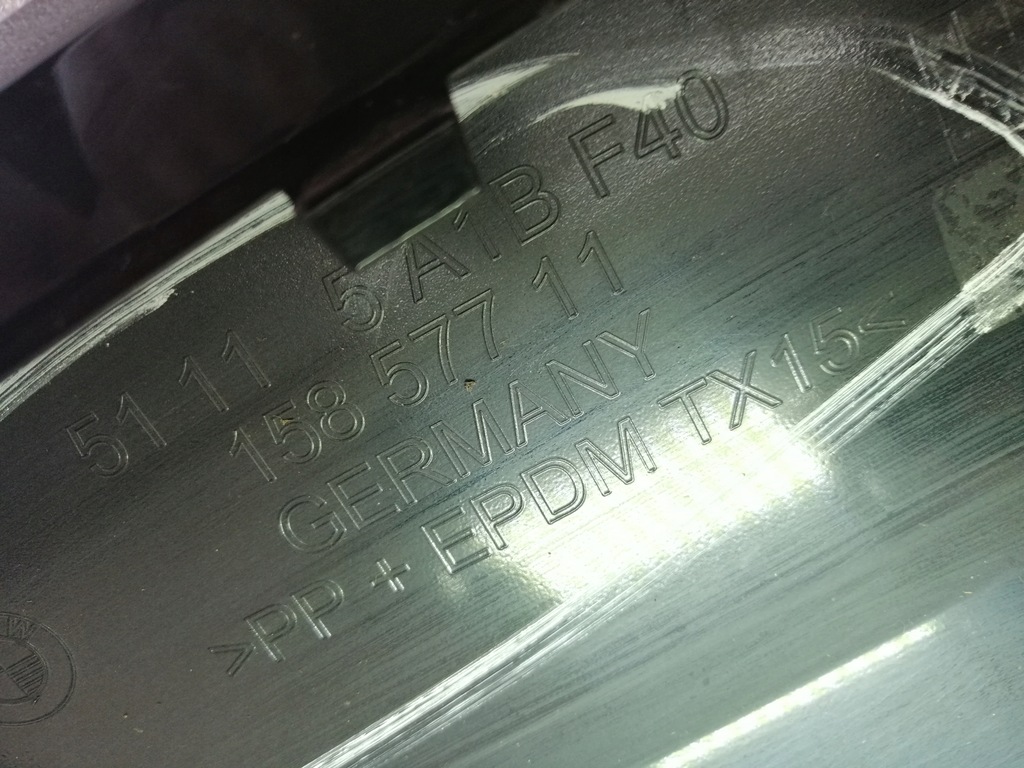 51 11 5 A1B F40
158 577 11
GERMANY
>PP + EPDM TX15<